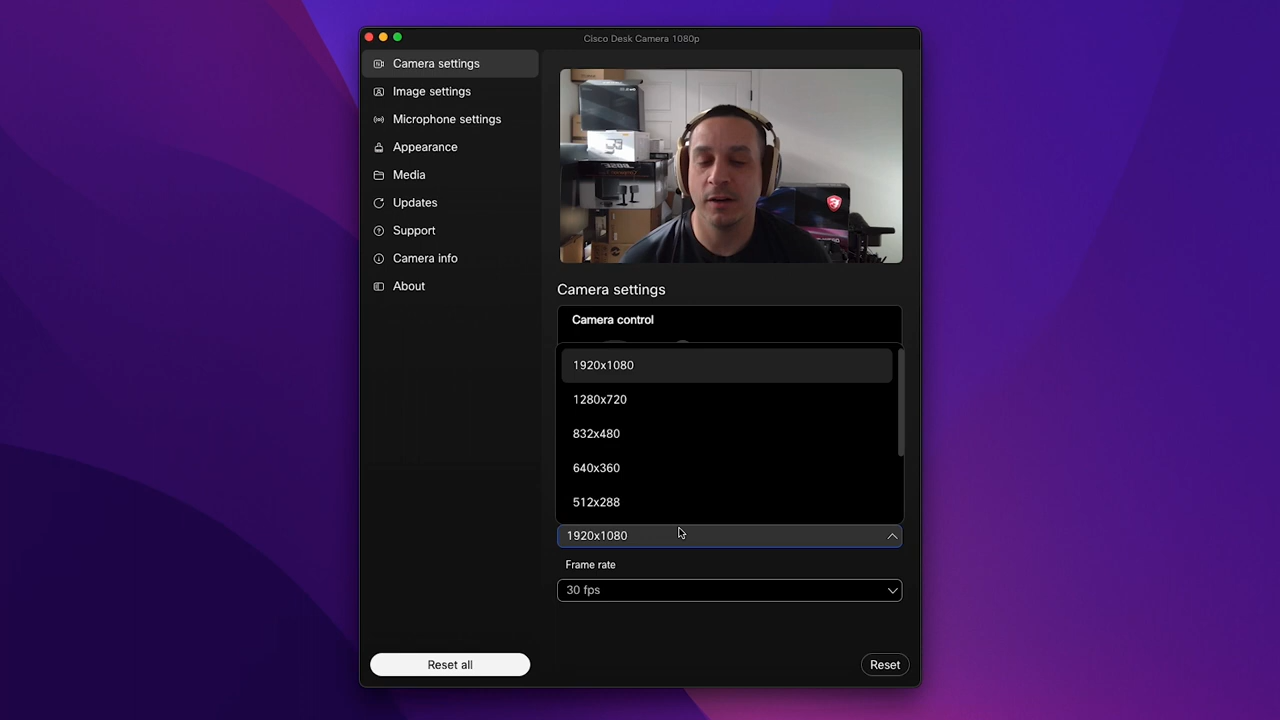 Cisco Desk Camera 1080p
Camera settings
Image settings
Microphone settings
Appearance
Media
Updates
Support
Camera info
About
Camera settings
Camera control
1920x1080
1280x720
832x480
640x360
512x288
1920x1080
Frame rate
30 fps
Reset all
Reset